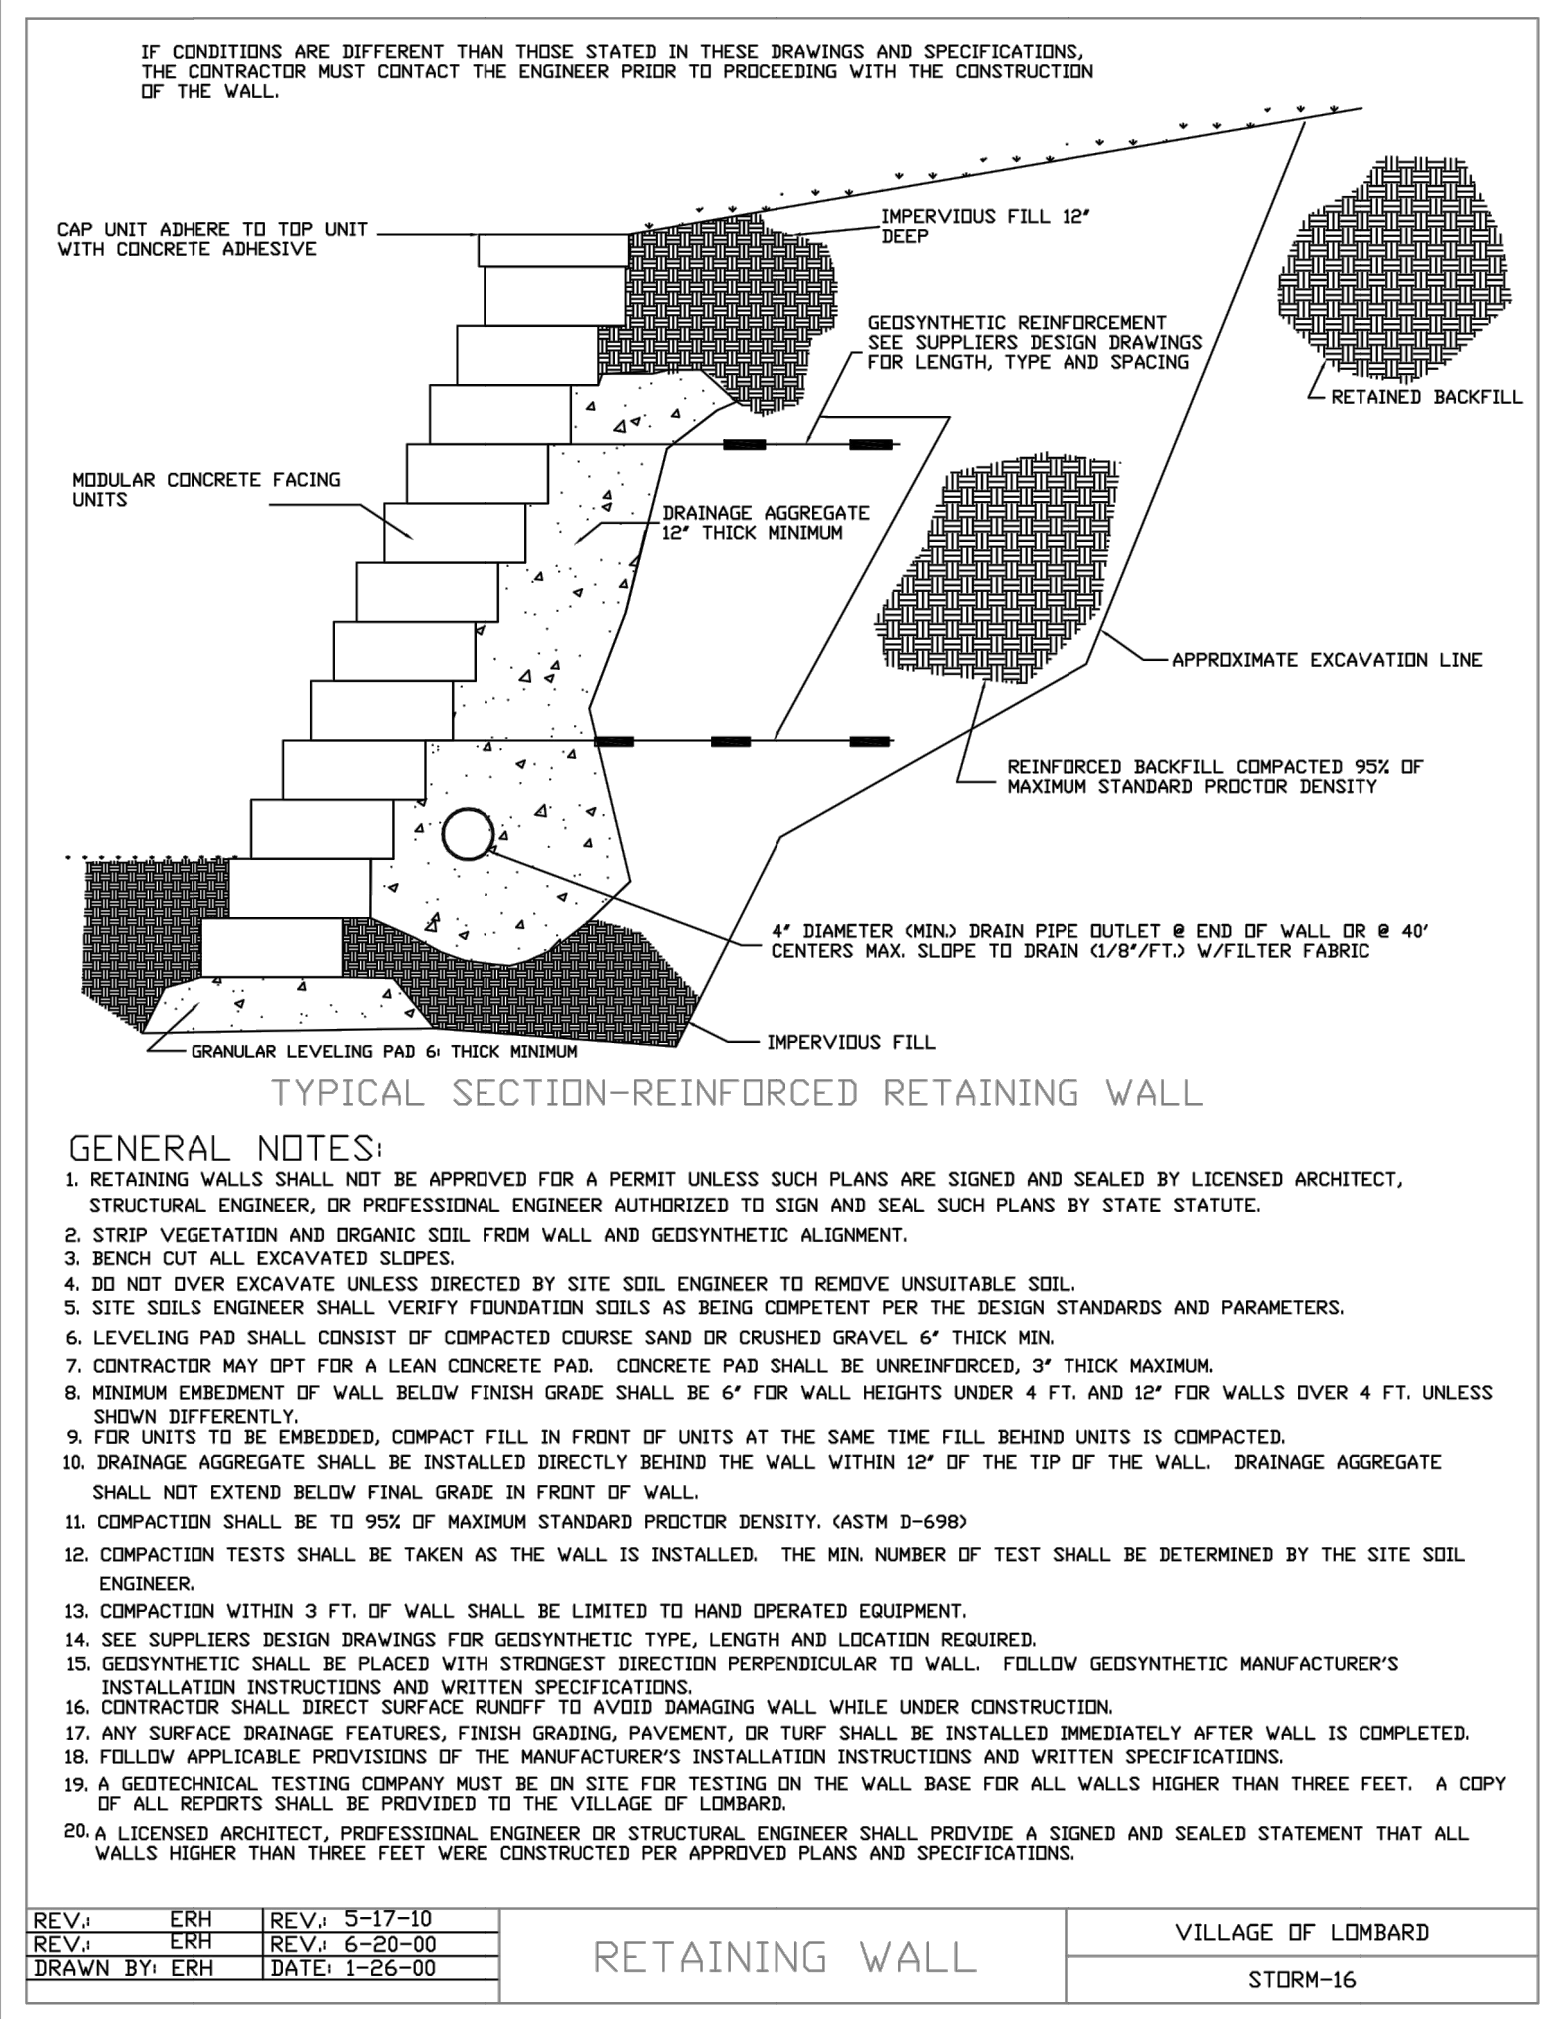 IF CONDITIONS ARE DIFFERENT THAN THOSE STATED IN THESE DRAWINGS AND SPECIFICATIONS,
THE CONTRACTOR MUST CONTACT THE ENGINEER PRIOR TO PROCEEDING WITH THE CONSTRUCTION
OF THE WALL.
CAP UNIT ADHERE TO TOP UNIT
WITH CONCRETE ADHESIVE
IMPERVIOUS FILL 12"
DEEP
GEOSYNTHETIC REINFORCEMENT
SEE SUPPLIERS DESIGN DRAWINGS
FOR LENGTH, TYPE AND SPACING
RETAINED BACKFILL
MODULAR CONCRETE FACING
UNITS
DRAINAGE AGGREGATE
12" THICK MINIMUM
APPROXIMATE EXCAVATION LINE
REINFORCED BACKFILL COMPACTED 95% OF
MAXIMUM STANDARD PROCTOR DENSITY
4" DIAMETER (MIN.) DRAIN PIPE OUTLET @ END OF WALL OR @ 40'
CENTERS MAX. SLOPE TO DRAIN (1/8"/FT.) W/FILTER FABRIC
IMPERVIOUS FILL
GRANULAR LEVELING PAD 6: THICK MINIMUM
TYPICAL SECTION-REINFORCED RETAINING WALL
GENERAL NOTES:
1. RETAINING WALLS SHALL NOT BE APPROVED FOR A PERMIT UNLESS SUCH PLANS ARE SIGNED AND SEALED BY LICENSED ARCHITECT,
STRUCTURAL ENGINEER, OR PROFESSIONAL ENGINEER AUTHORIZED TO SIGN AND SEAL SUCH PLANS BY STATE STATUTE.
2. STRIP VEGETATION AND ORGANIC SOIL FROM WALL AND GEOSYNTHETIC ALIGNMENT.
3. BENCH CUT ALL EXCAVATED SLOPES.
4. DO NOT OVER EXCAVATE UNLESS DIRECTED BY SITE SOIL ENGINEER TO REMOVE UNSUITABLE SOIL.
5. SITE SOILS ENGINEER SHALL VERIFY FOUNDATION SOILS AS BEING COMPETENT PER THE DESIGN STANDARDS AND PARAMETERS.
6. LEVELING PAD SHALL CONSIST OF COMPACTED COURSE SAND OR CRUSHED GRAVEL 6" THICK MIN.
7. CONTRACTOR MAY OPT FOR A LEAN CONCRETE PAD. CONCRETE PAD SHALL BE UNREINFORCED, 3" THICK MAXIMUM.
8. MINIMUM EMBEDMENT OF WALL BELOW FINISH GRADE SHALL BE 6" FOR WALL HEIGHTS UNDER 4 FT. AND 12" FOR WALLS OVER 4 FT. UNLESS
SHOWN DIFFERENTLY.
9. FOR UNITS TO BE EMBEDDED, COMPACT FILL IN FRONT OF UNITS AT THE SAME TIME FILL BEHIND UNITS IS COMPACTED.
10. DRAINAGE AGGREGATE SHALL BE INSTALLED DIRECTLY BEHIND THE WALL WITHIN 12" OF THE TIP OF THE WALL. DRAINAGE AGGREGATE
SHALL NOT EXTEND BELOW FINAL GRADE IN FRONT OF WALL.
11. COMPACTION SHALL BE TO 95% OF MAXIMUM STANDARD PROCTOR DENSITY. (ASTM D-698)
12. COMPACTION TESTS SHALL BE TAKEN AS THE WALL IS INSTALLED. THE MIN. NUMBER OF TEST SHALL BE DETERMINED BY THE SITE SOIL
ENGINEER.
13. COMPACTION WITHIN 3 FT. OF WALL SHALL BE LIMITED TO HAND OPERATED EQUIPMENT.
14. SEE SUPPLIERS DESIGN DRAWINGS FOR GEOSYNTHETIC TYPE, LENGTH AND LOCATION REQUIRED.
15. GEOSYNTHETIC SHALL BE PLACED WITH STRONGEST DIRECTION PERPENDICULAR TO WALL. FOLLOW GEOSYNTHETIC MANUFACTURER'S
INSTALLATION INSTRUCTIONS AND WRITTEN SPECIFICATIONS.
16. CONTRACTOR SHALL DIRECT SURFACE RUNOFF TO AVOID DAMAGING WALL WHILE UNDER CONSTRUCTION.
17. ANY SURFACE DRAINAGE FEATURES, FINISH GRADING, PAVEMENT, OR TURF SHALL BE INSTALLED IMMEDIATELY AFTER WALL IS COMPLETED.
18. FOLLOW APPLICABLE PROVISIONS OF THE MANUFACTURER'S INSTALLATION INSTRUCTIONS AND WRITTEN SPECIFICATIONS.
19. A GEOTECHNICAL TESTING COMPANY MUST BE ON SITE FOR TESTING ON THE WALL BASE FOR ALL WALLS HIGHER THAN THREE FEET. A COPY
OF ALL REPORTS SHALL BE PROVIDED TO THE VILLAGE OF LOMBARD.
20. A LICENSED ARCHITECT, PROFESSIONAL ENGINEER OR STRUCTURAL ENGINEER SHALL PROVIDE A SIGNED AND SEALED STATEMENT THAT ALL
WALLS HIGHER THAN THREE FEET WERE CONSTRUCTED PER APPROVED PLANS AND SPECIFICATIONS.
REV.: ERH REV.: 5-17-10
REV.: ERH REV.: 6-20-00
DRAWN BY: ERH DATE: 1-26-00
RETAINING WALL
VILLAGE OF LOMBARD
STORM-16